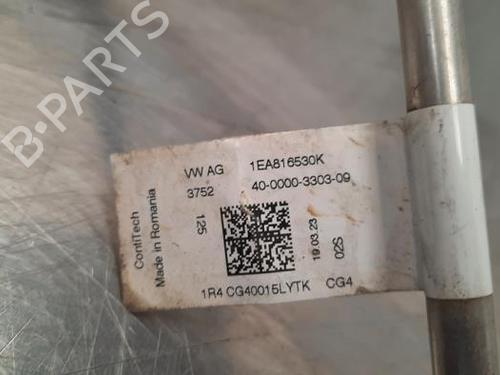 B-PARTS
ContiTech
Made in Romania
VW AG 1EA816530K
3752 40-0000-3303-09
125
19.03.23
02S
1R4 CG40015LYTK CG4